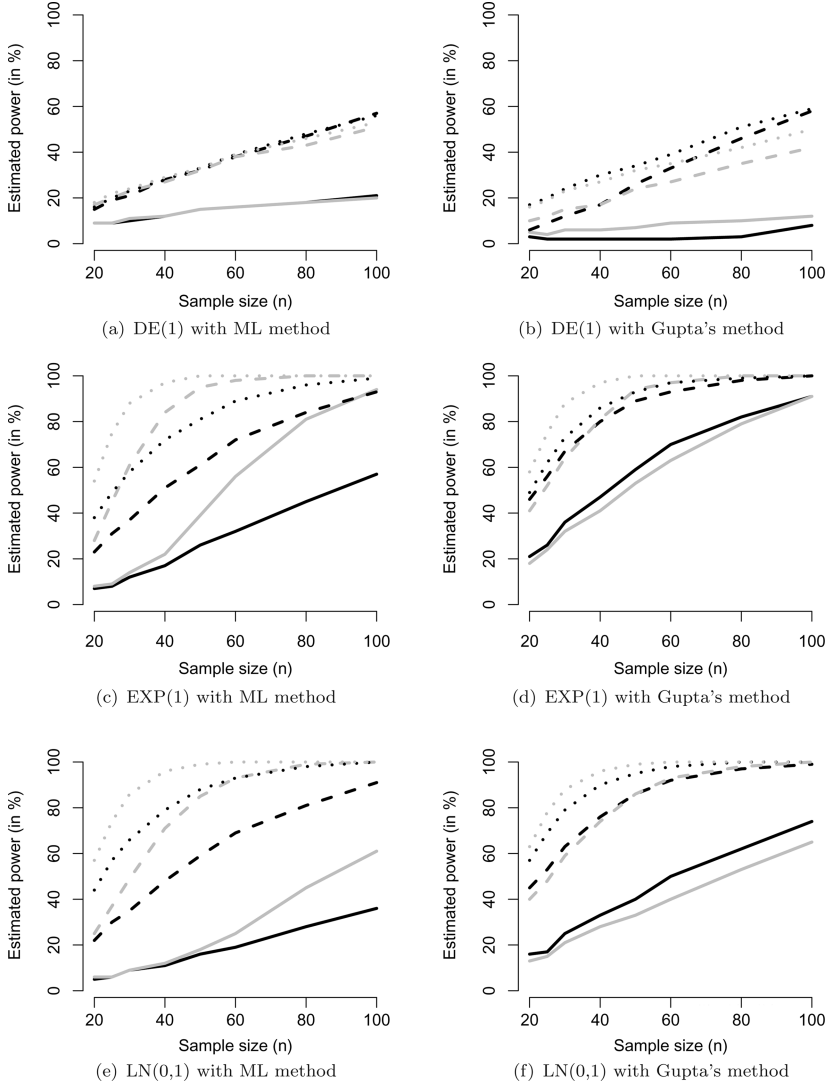 Estimated power (in %)
0 20 40 60 80 100
20 40 60 80 100
Sample size (n)
(a) DE(1) with ML method
Estimated power (in %)
0 20 40 60 80 100
20 40 60 80 100
Sample size (n)
(b) DE(1) with Gupta's method
Estimated power (in %)
0 20 40 60 80 100
20 40 60 80 100
Sample size (n)
(c) EXP(1) with ML method
Estimated power (in %)
0 20 40 60 80 100
20 40 60 80 100
Sample size (n)
(d) EXP(1) with Gupta's method
Estimated power (in %)
0 20 40 60 80 100
20 40 60 80 100
Sample size (n)
(e) LN(0,1) with ML method
Estimated power (in %)
0 20 40 60 80 100
20 40 60 80 100
Sample size (n)
(f) LN(0,1) with Gupta's method